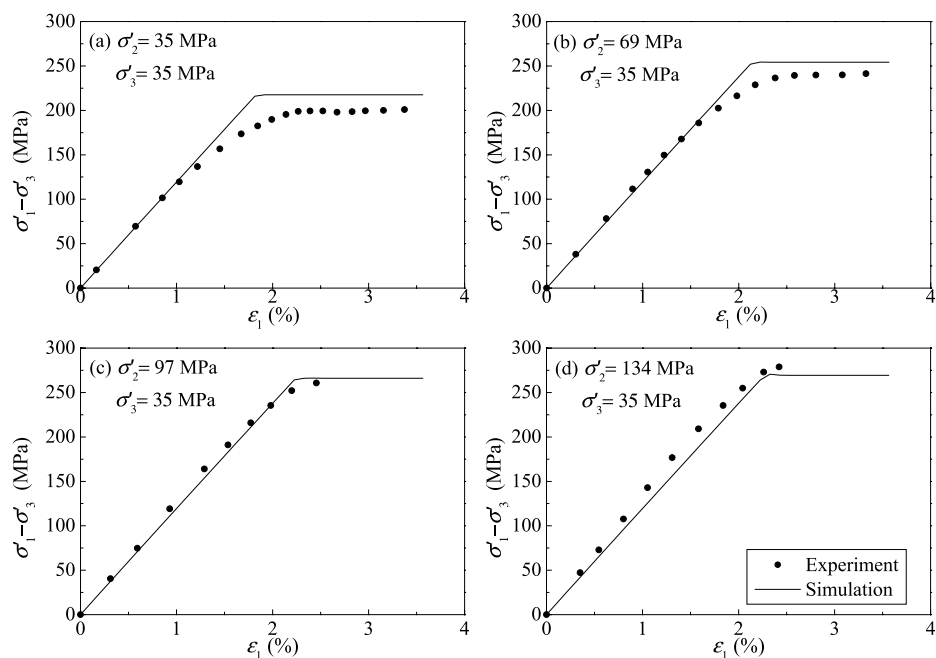 (a) σ′₂= 35 MPa
σ′₃= 35 MPa
300
250
200
150
100
50
0
σ′₁−σ′₃ (MPa)
0 1 2 3 4
ε₁ (%)
(b) σ′₂= 69 MPa
σ′₃= 35 MPa
300
250
200
150
100
50
0
σ′₁−σ′₃ (MPa)
0 1 2 3 4
ε₁ (%)
(c) σ′₂= 97 MPa
σ′₃= 35 MPa
300
250
200
150
100
50
0
σ′₁−σ′₃ (MPa)
0 1 2 3 4
ε₁ (%)
(d) σ′₂= 134 MPa
σ′₃= 35 MPa
300
250
200
150
100
50
0
σ′₁−σ′₃ (MPa)
0 1 2 3 4
ε₁ (%)
Experiment
Simulation